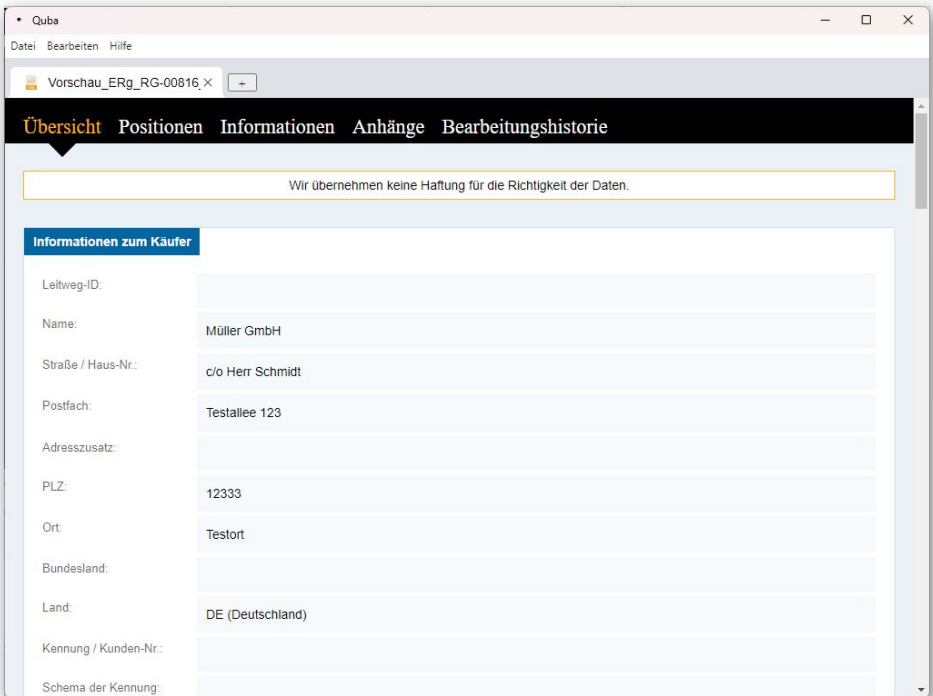 Quba
Datei Bearbeiten Hilfe
Vorschau_ERg_RG-00816_
Übersicht Positionen Informationen Anhänge Bearbeitungshistorie
Wir übernehmen keine Haftung für die Richtigkeit der Daten.
Informationen zum Käufer
Leitweg-ID:
Name: Müller GmbH
Straße / Haus-Nr.: c/o Herr Schmidt
Postfach: Testallee 123
Adresszusatz:
PLZ: 12333
Ort: Testort
Bundesland:
Land: DE (Deutschland)
Kennung / Kunden-Nr.:
Schema der Kennung: